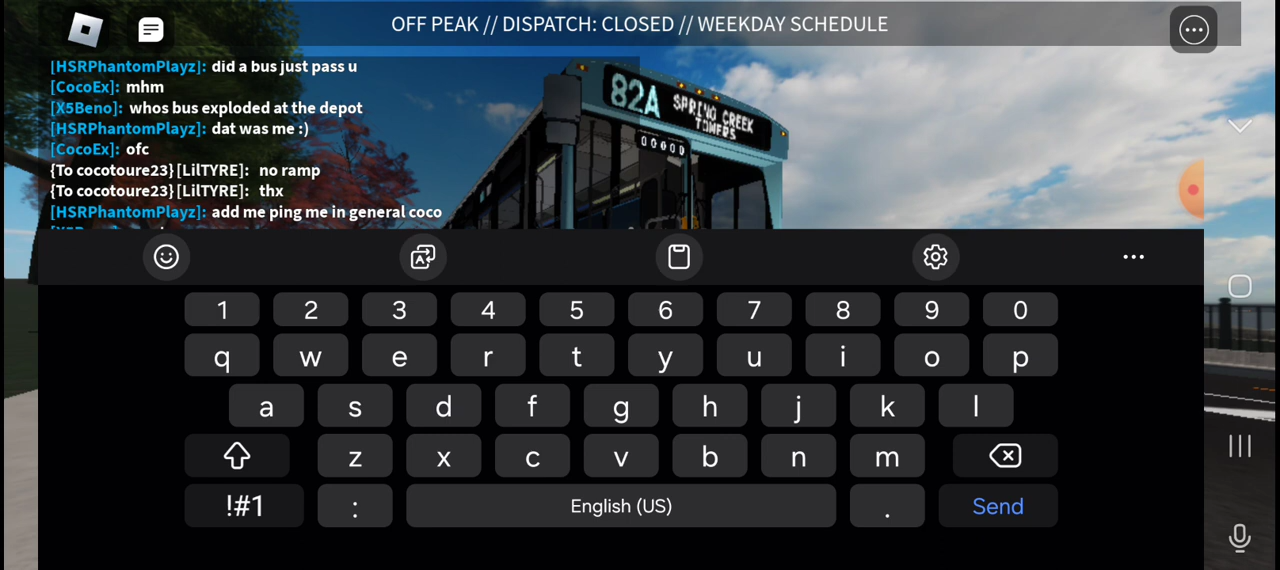 OFF PEAK // DISPATCH: CLOSED // WEEKDAY SCHEDULE
[HSRPhantomPlayz]: did a bus just pass u
[CocoEx]: mhm
[X5Beno]: whos bus exploded at the depot
[HSRPhantomPlayz]: dat was me :)
[CocoEx]: ofc
{To cocotoure23}[LilTYRE]: no ramp
{To cocotoure23}[LilTYRE]: thx
[HSRPhantomPlayz]: add me ping me in general coco
82A SPRING CREEK
TOWERS
00000
1 2 3 4 5 6 7 8 9 0
q w e r t y u i o p
a s d f g h j k l
z x c v b n m
!#1 : English (US) . Send